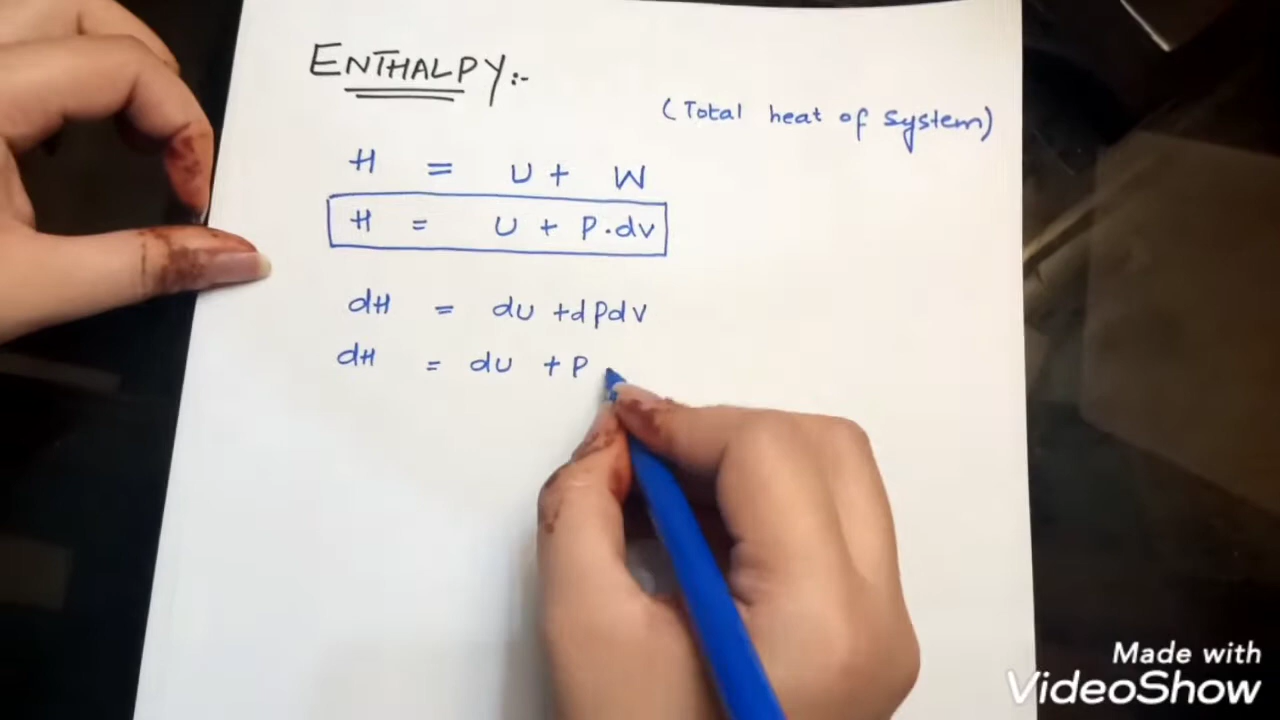 ENTHALPY:-
(Total heat of system)
H = U + W
H = U + P.dv
dH = dU + dPdv
dH = dU + P
Made with
VideoShow